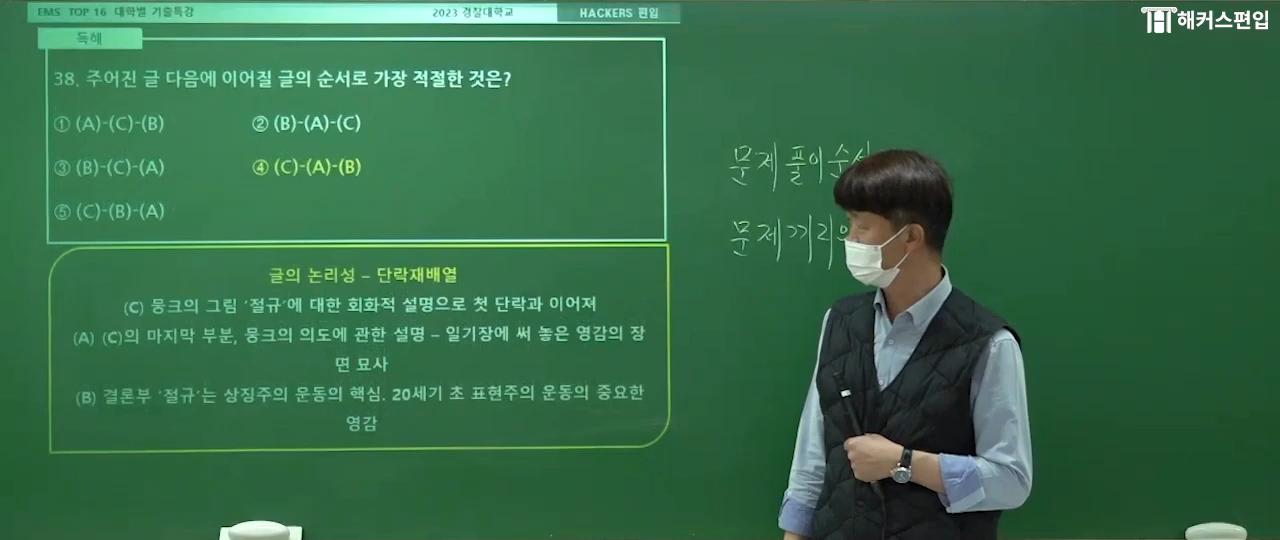 EMS TOP 16 대학별 기술특강 2023 경찰대학교 HACKERS 편입
해커스편입
독해
38. 주어진 글 다음에 이어질 글의 순서로 가장 적절한 것은?
① (A)-(C)-(B) ② (B)-(A)-(C)
③ (B)-(C)-(A) ④ (C)-(A)-(B)
⑤ (C)-(B)-(A)
글의 논리성 – 단락재배열
(C) 뭉크의 그림 '절규'에 대한 회화적 설명으로 첫 단락과 이어져
(A) (C)의 마지막 부분, 뭉크의 의도에 관한 설명 – 일기장에 써 놓은 영감의 장
면 묘사
(B) 결론부 '절규'는 상징주의 운동의 핵심. 20세기 초 표현주의 운동의 중요한
영감
문제 풀이
문제거리